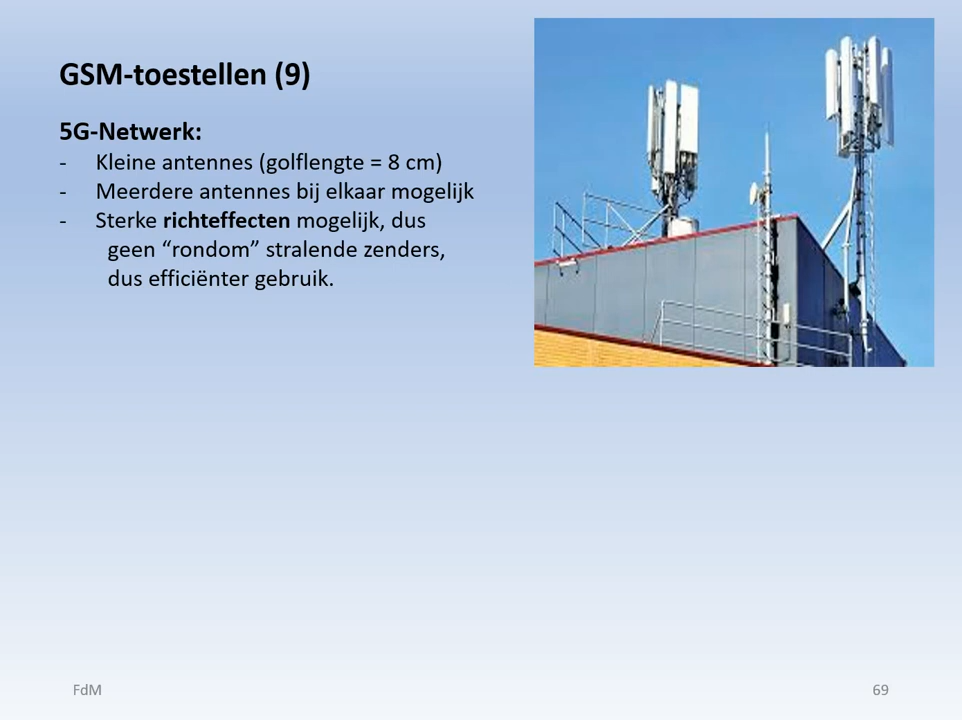 GSM-toestellen (9)
5G-Netwerk:
- Kleine antennes (golflengte = 8 cm)
- Meerdere antennes bij elkaar mogelijk
- Sterke richteffecten mogelijk, dus
geen “rondom” stralende zenders,
dus efficiënter gebruik.
FdM
69